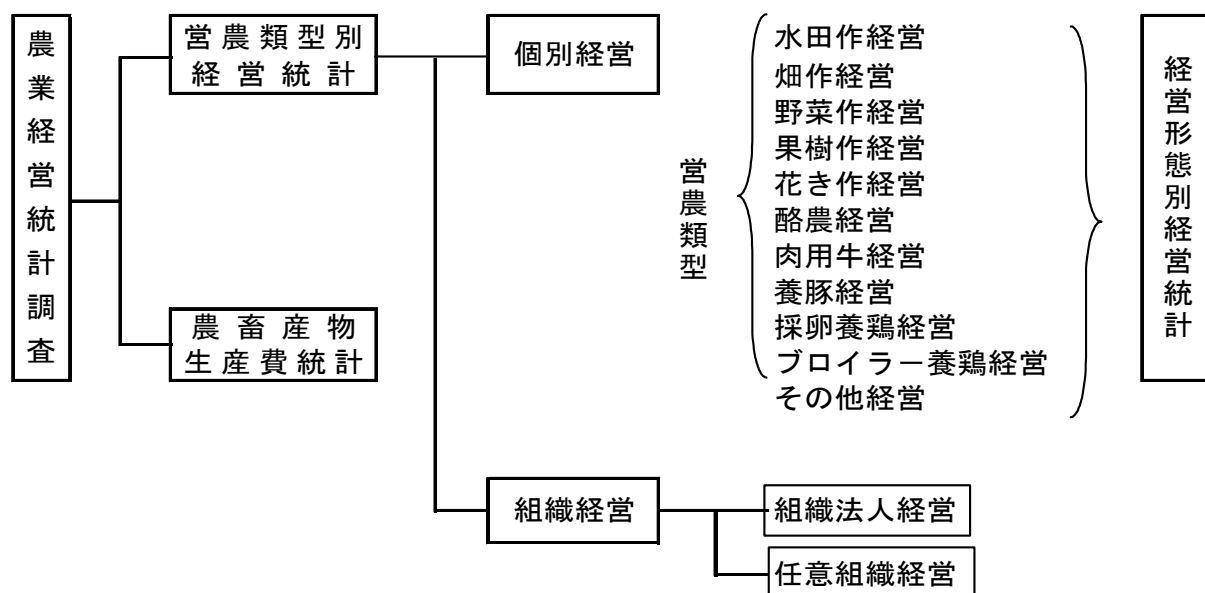 農業経営統計調査
営農類型別
経営統計
農畜産物
生産費統計
個別経営
営農類型
水田作経営
畑作経営
野菜作経営
果樹作経営
花き作経営
酪農経営
肉用牛経営
養豚経営
採卵養鶏経営
ブロイラー養鶏経営
その他経営
経営形態別経営統計
組織経営
組織法人経営
任意組織経営